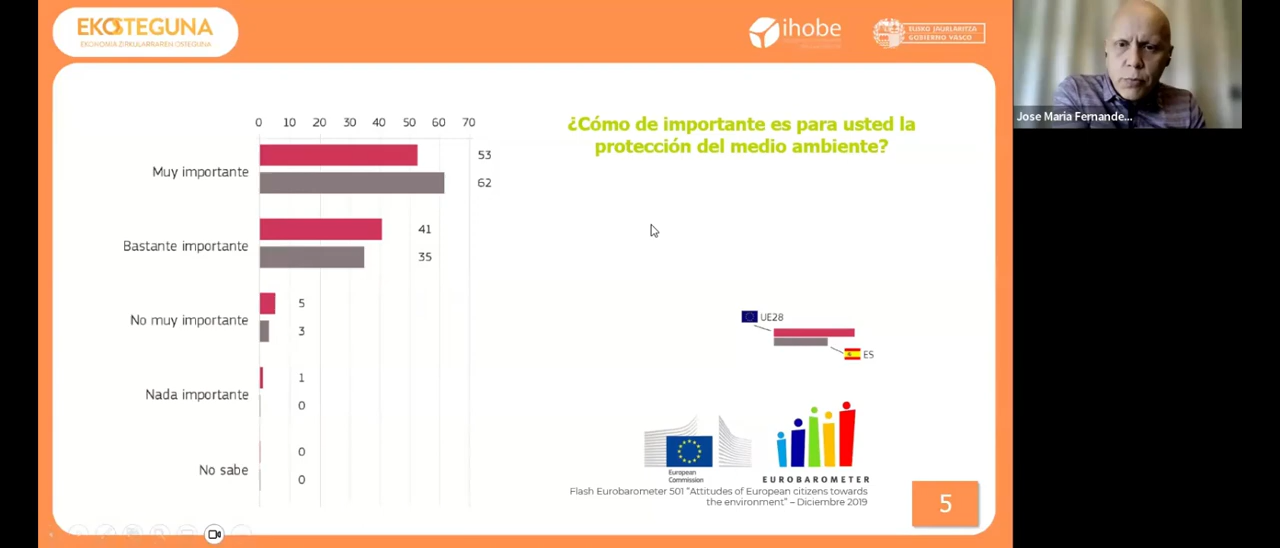 EKOSTEGUNA
EKONOMIA ZIRKULARRAREN OSTEGUNA
ihobe
EUSKO JAURLARITZA
GOBIERNO VASCO
Jose Maria Fernande...
¿Cómo de importante es para usted la
protección del medio ambiente?
0 10 20 30 40 50 60 70
Muy importante
53
62
Bastante importante
41
35
No muy importante
5
3
Nada importante
1
0
No sabe
0
0
UE28
ES
European
Commission
EUROBAROMETER
Flash Eurobarometer 501 "Attitudes of European citizens towards
the environment" – Diciembre 2019
5